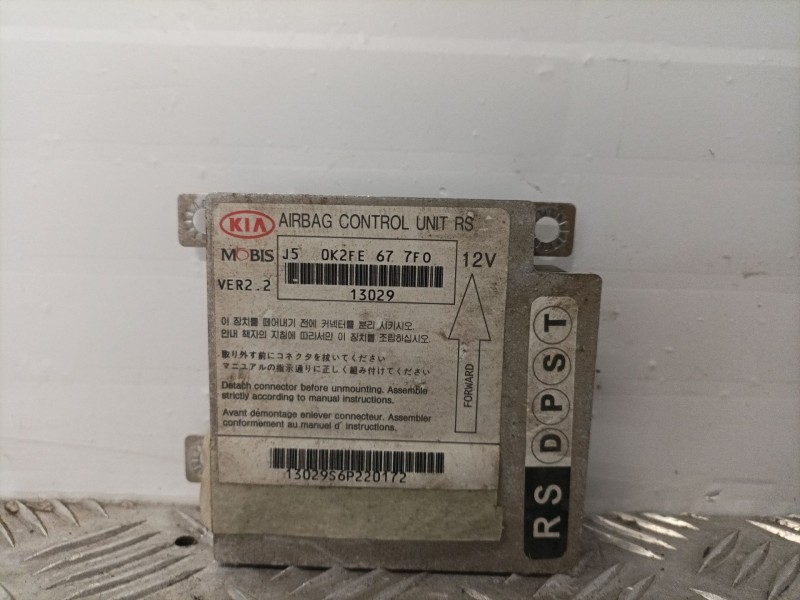 KIA AIRBAG CONTROL UNIT RS
MOBIS J5 0K2FE 67 7F0 12V
VER2.2
13029
이 장치를 떼어내기 전에 커넥터를 분리 시키시오.
안내 책자의 지침에 따라서만 이 장치를 조립하십시오.
取り外す前にコネクタを抜いてください
マニュアルの指示通りに正しく組み付けてください。
Detach connector before unmounting. Assemble
strictly according to manual instructions.
Avant démontage enlever connecteur. Assembler
conformement au manuel d' instructions.
FORWARD
13029S6P220172
RS D P S T